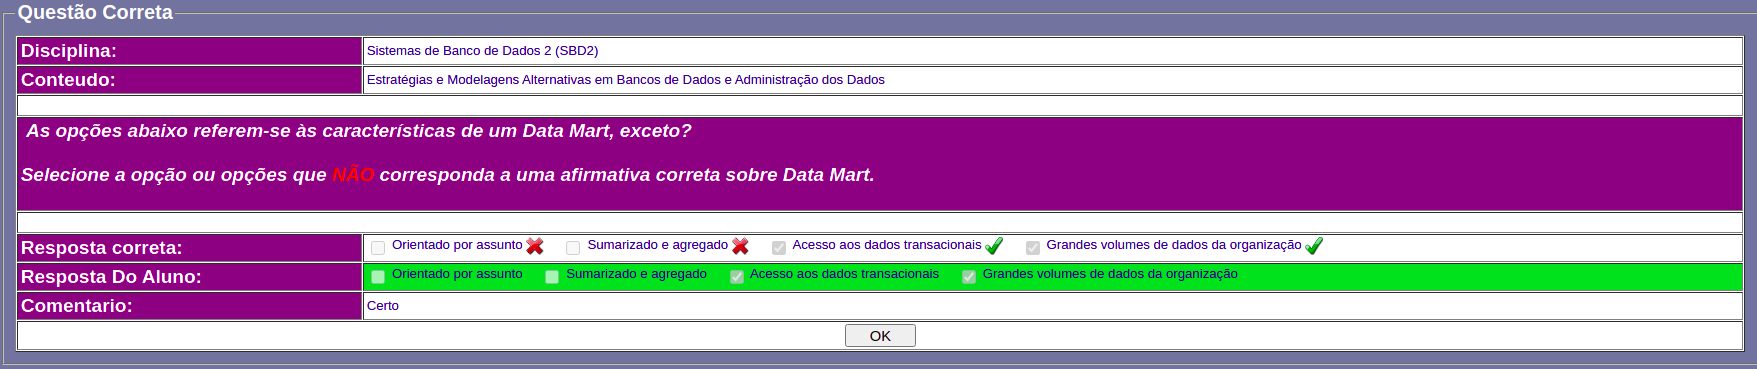 Questão Correta
Disciplina: Sistemas de Banco de Dados 2 (SBD2)
Conteudo: Estratégias e Modelagens Alternativas em Bancos de Dados e Administração dos Dados
As opções abaixo referem-se às características de um Data Mart, exceto?
Selecione a opção ou opções que NÃO corresponda a uma afirmativa correta sobre Data Mart.
Resposta correta: Orientado por assunto Sumarizado e agregado Acesso aos dados transacionais Grandes volumes de dados da organização
Resposta Do Aluno: Orientado por assunto Sumarizado e agregado Acesso aos dados transacionais Grandes volumes de dados da organização
Comentario: Certo
OK